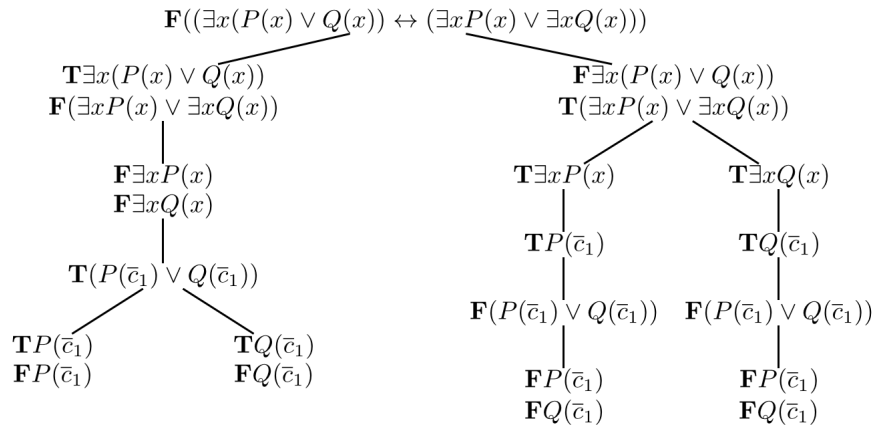 F((∃x(P(x) ∨ Q(x)) ↔ (∃xP(x) ∨ ∃xQ(x)))
T∃x(P(x) ∨ Q(x))
F(∃xP(x) ∨ ∃xQ(x))
F∃xP(x)
F∃xQ(x)
T(P(c̅₁) ∨ Q(c̅₁))
TP(c̅₁)
FP(c̅₁)
TQ(c̅₁)
FQ(c̅₁)
F∃x(P(x) ∨ Q(x))
T(∃xP(x) ∨ ∃xQ(x))
T∃xP(x)
TP(c̅₁)
F(P(c̅₁) ∨ Q(c̅₁))
FP(c̅₁)
FQ(c̅₁)
T∃xQ(x)
TQ(c̅₁)
F(P(c̅₁) ∨ Q(c̅₁))
FP(c̅₁)
FQ(c̅₁)